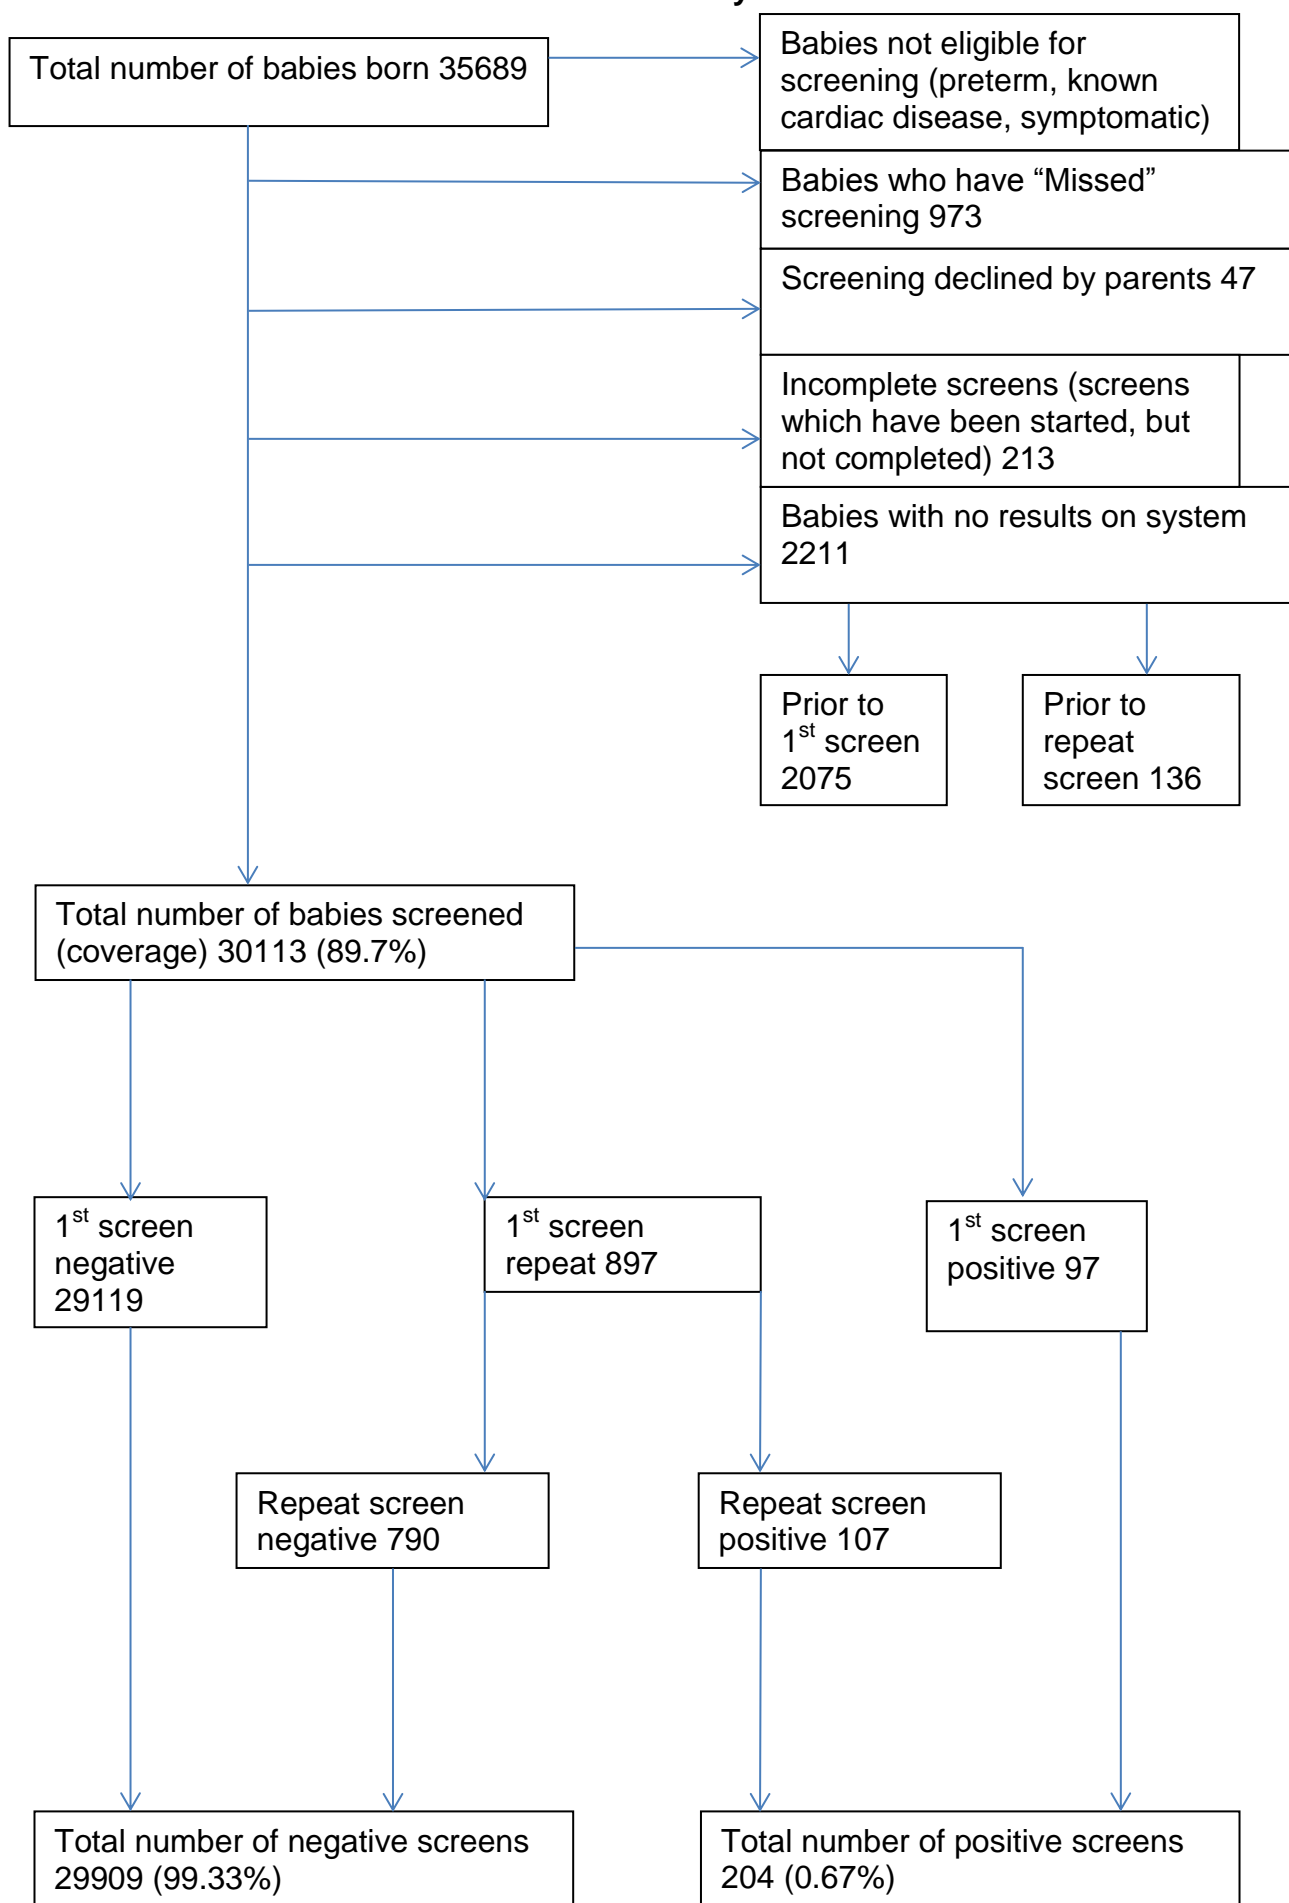 Total number of babies born 35689
Babies not eligible for
screening (preterm, known
cardiac disease, symptomatic)
Babies who have “Missed”
screening 973
Screening declined by parents 47
Incomplete screens (screens
which have been started, but
not completed) 213
Babies with no results on system
2211
Prior to
1st screen
2075
Prior to
repeat
screen 136
Total number of babies screened
(coverage) 30113 (89.7%)
1st screen
negative
29119
1st screen
repeat 897
1st screen
positive 97
Repeat screen
negative 790
Repeat screen
positive 107
Total number of negative screens
29909 (99.33%)
Total number of positive screens
204 (0.67%)